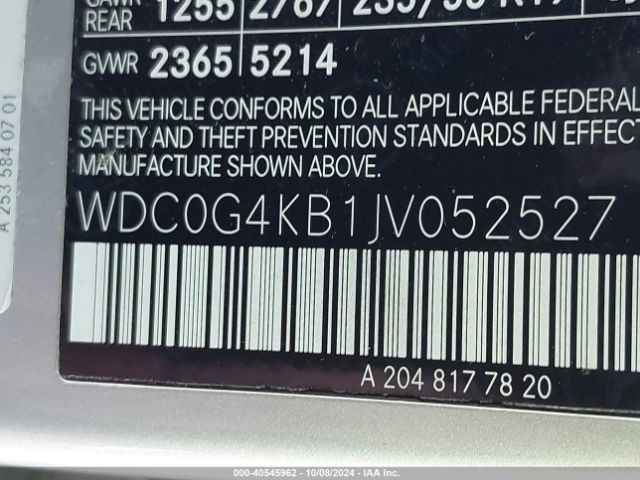 GAWR
REAR 1255 2767 235/
GVWR 2365 5214
THIS VEHICLE CONFORMS TO ALL APPLICABLE FEDERAL
SAFETY AND THEFT PREVENTION STANDARDS IN EFFECT
MANUFACTURE SHOWN ABOVE.
WDC0G4KB1JV052527
A 204 817 78 20
A 253 584 07 01
000-40545962 | 10/08/2024 | IAA Inc.